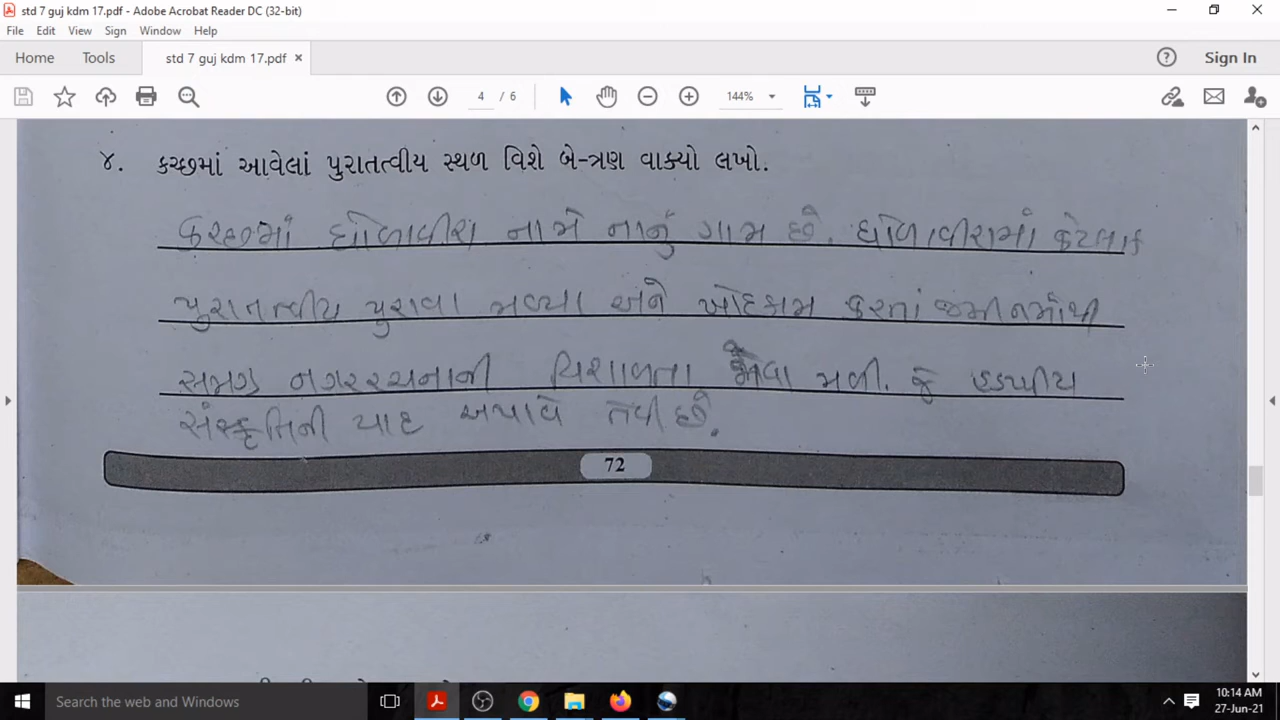 std 7 guj kdm 17.pdf - Adobe Acrobat Reader DC (32-bit)
File Edit View Sign Window Help
Home Tools std 7 guj kdm 17.pdf × Sign In
4 / 6 144%
૪. કચ્છમાં આવેલાં પુરાતત્વીય સ્થળ વિશે બે-ત્રણ વાક્યો લખો.
કચ્છમાં ધોળાવીરા નામે નાનું ગામ છે. ધોળાવીરામાં કેટલાક
પુરાતત્વીય પુરાવા મળ્યા અને ખોદકામ કરતાં જમીનમાંથી
સમગ્ર નગરરચનાની વિશાળતા જોવા મળી. જે હડપ્પીય
સંસ્કૃતિની યાદ અપાવે તેવી છે.
72
Search the web and Windows
10:14 AM
27-Jun-21